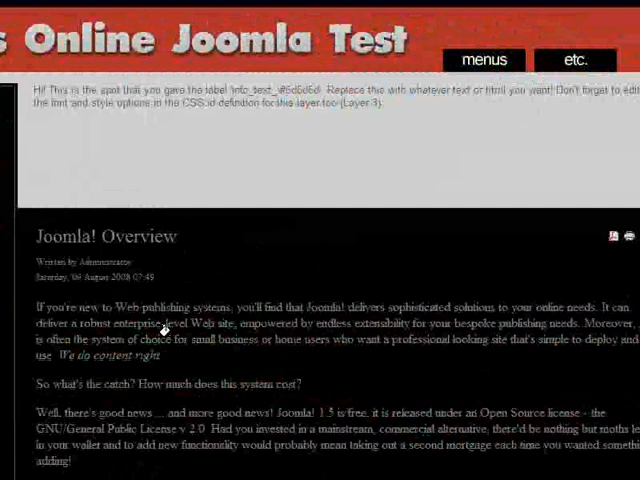 s Online Joomla Test
menus
etc.
Hi! This is the spot that you gave the label 'info_text_#6d6d6d'. Replace this with whatever text or html you want! Don't forget to edit
the font and style options in the CSS id definition for this layer too (Layer 3).
Joomla! Overview
Written by Administrator
Saturday, 09 August 2008 07:49
If you're new to Web publishing systems, you'll find that Joomla! delivers sophisticated solutions to your online needs. It can
deliver a robust enterprise-level Web site, empowered by endless extensibility for your bespoke publishing needs. Moreover,
is often the system of choice for small business or home users who want a professional looking site that's simple to deploy and
use. We do content right
So what's the catch? How much does this system cost?
Well, there's good news ... and more good news! Joomla! 1.5 is free, it is released under an Open Source license - the
GNU/General Public License v 2.0. Had you invested in a mainstream, commercial alternative, there'd be nothing but moths le
in your wallet and to add new functionality would probably mean taking out a second mortgage each time you wanted somethi
adding!